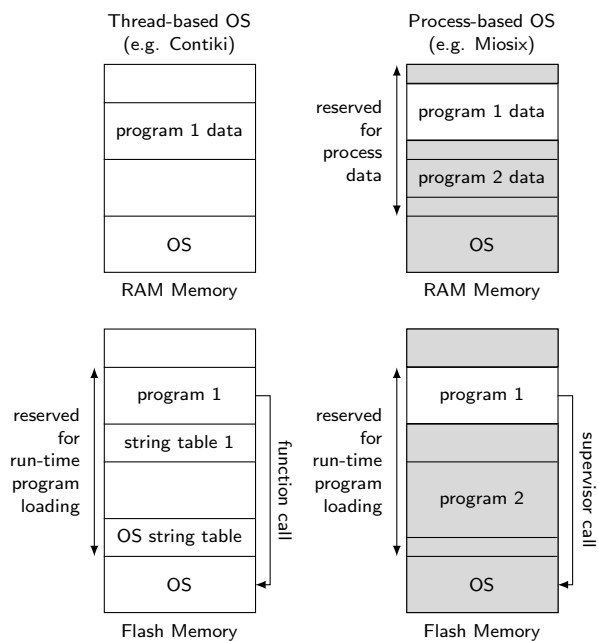 Thread-based OS
(e.g. Contiki)
program 1 data
OS
RAM Memory
Process-based OS
(e.g. Miosix)
reserved
for
process
data
program 1 data
program 2 data
OS
RAM Memory
reserved
for
run-time
program
loading
program 1
string table 1
OS string table
OS
function call
Flash Memory
reserved
for
run-time
program
loading
program 1
program 2
OS
supervisor call
Flash Memory